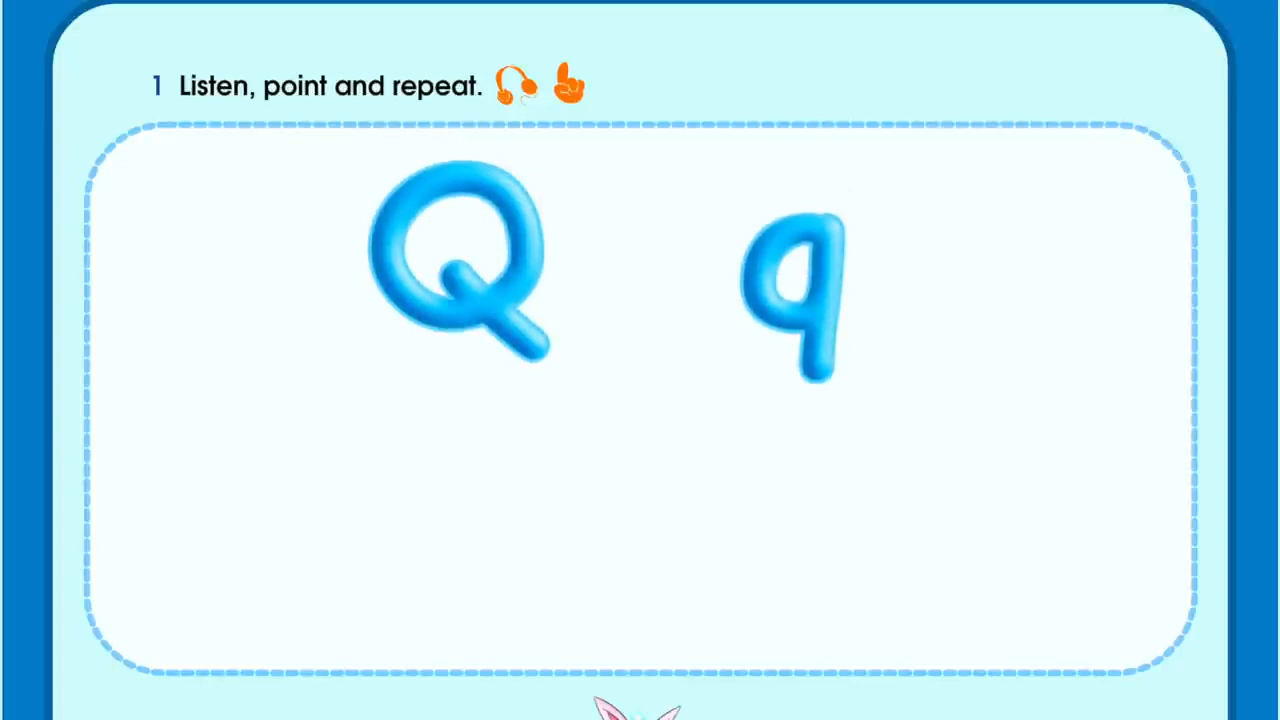 1 Listen, point and repeat.
Q q